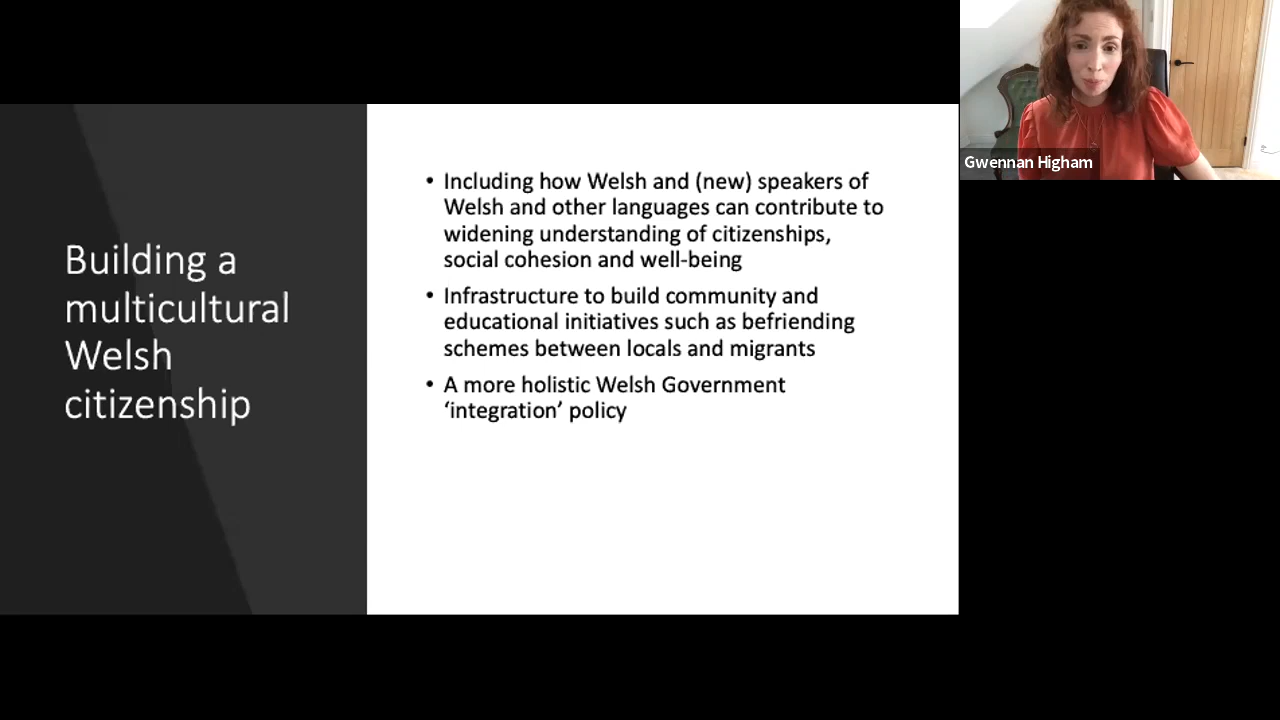 Building a
multicultural
Welsh
citizenship
• Including how Welsh and (new) speakers of
Welsh and other languages can contribute to
widening understanding of citizenships,
social cohesion and well-being
• Infrastructure to build community and
educational initiatives such as befriending
schemes between locals and migrants
• A more holistic Welsh Government
‘integration’ policy
Gwennan Higham